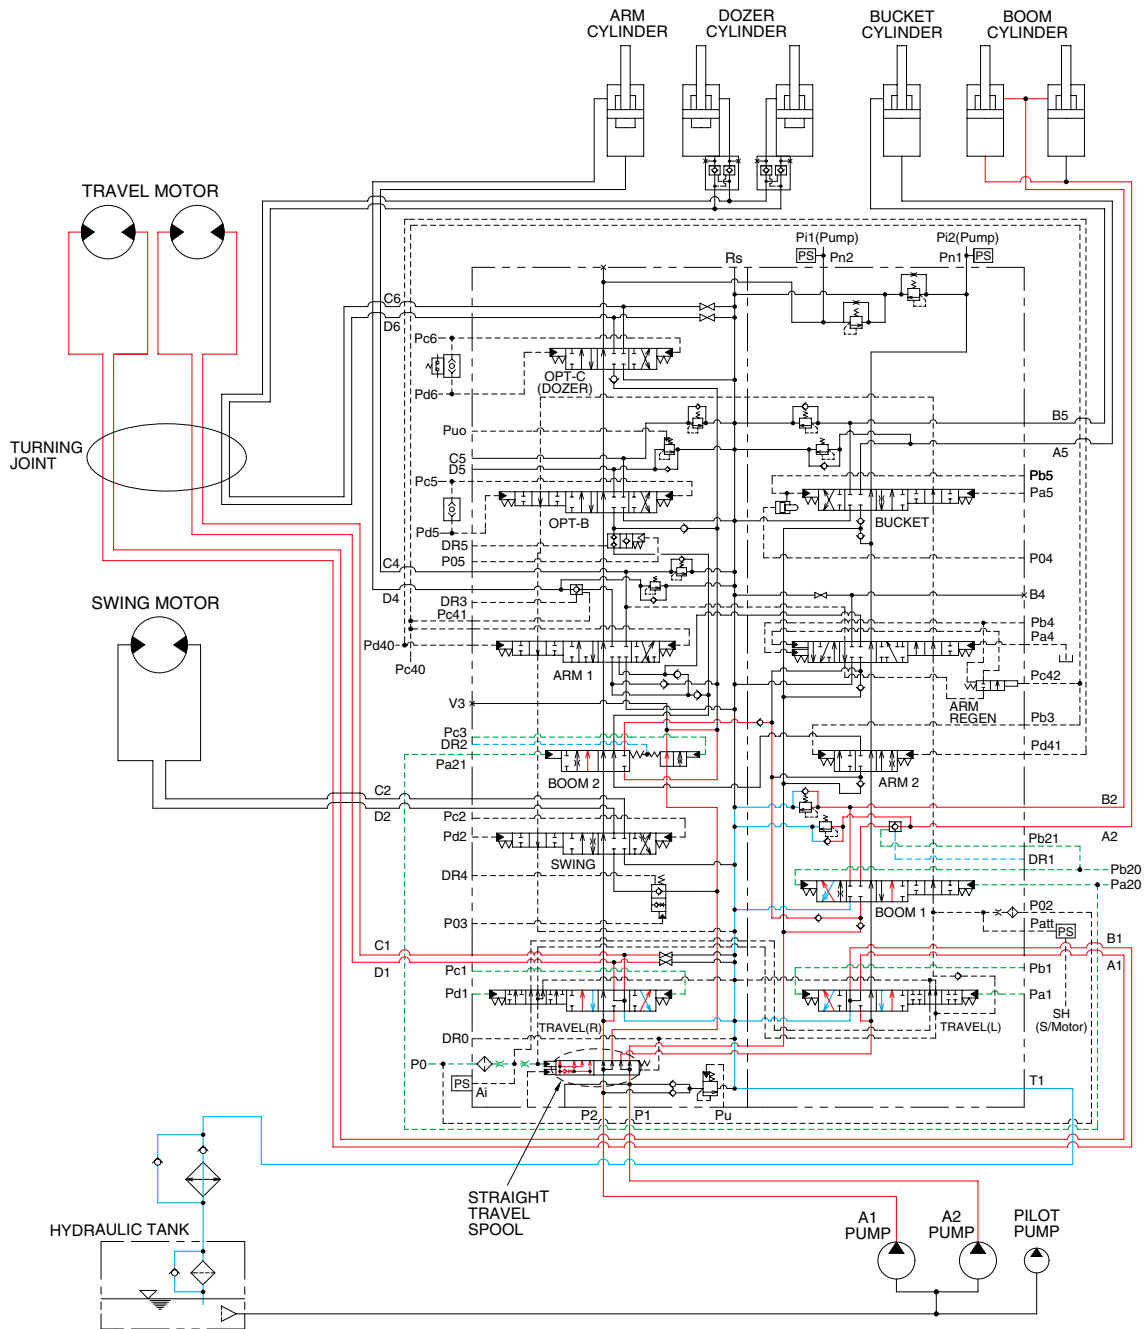 ARM
CYLINDER
DOZER
CYLINDER
BUCKET
CYLINDER
BOOM
CYLINDER
TRAVEL MOTOR
TURNING
JOINT
SWING MOTOR
Pi1(Pump)
Pi2(Pump)
PS
Pn2
Pn1
PS
Rs
C6
D6
Pc6
Pd6
OPT-C
(DOZER)
Puo
C5
D5
Pc5
Pd5
OPT-B
DR5
P05
B5
A5
Pb5
Pa5
BUCKET
P04
C4
D4
DR3
Pc41
Pd40
Pc40
ARM 1
B4
Pb4
Pa4
Pc42
ARM
REGEN
V3
Pc3
DR2
Pa21
BOOM 2
Pb3
Pd41
ARM 2
C2
D2
Pc2
Pd2
SWING
DR4
P03
B2
A2
Pb21
DR1
Pb20
Pa20
BOOM 1
P02
Patt
PS
C1
D1
Pc1
Pd1
TRAVEL(R)
B1
A1
Pb1
Pa1
TRAVEL(L)
SH
(S/Motor)
DR0
P0
PS
Ai
P2
P1
Pu
T1
STRAIGHT
TRAVEL
SPOOL
HYDRAULIC TANK
A1
PUMP
A2
PUMP
PILOT
PUMP